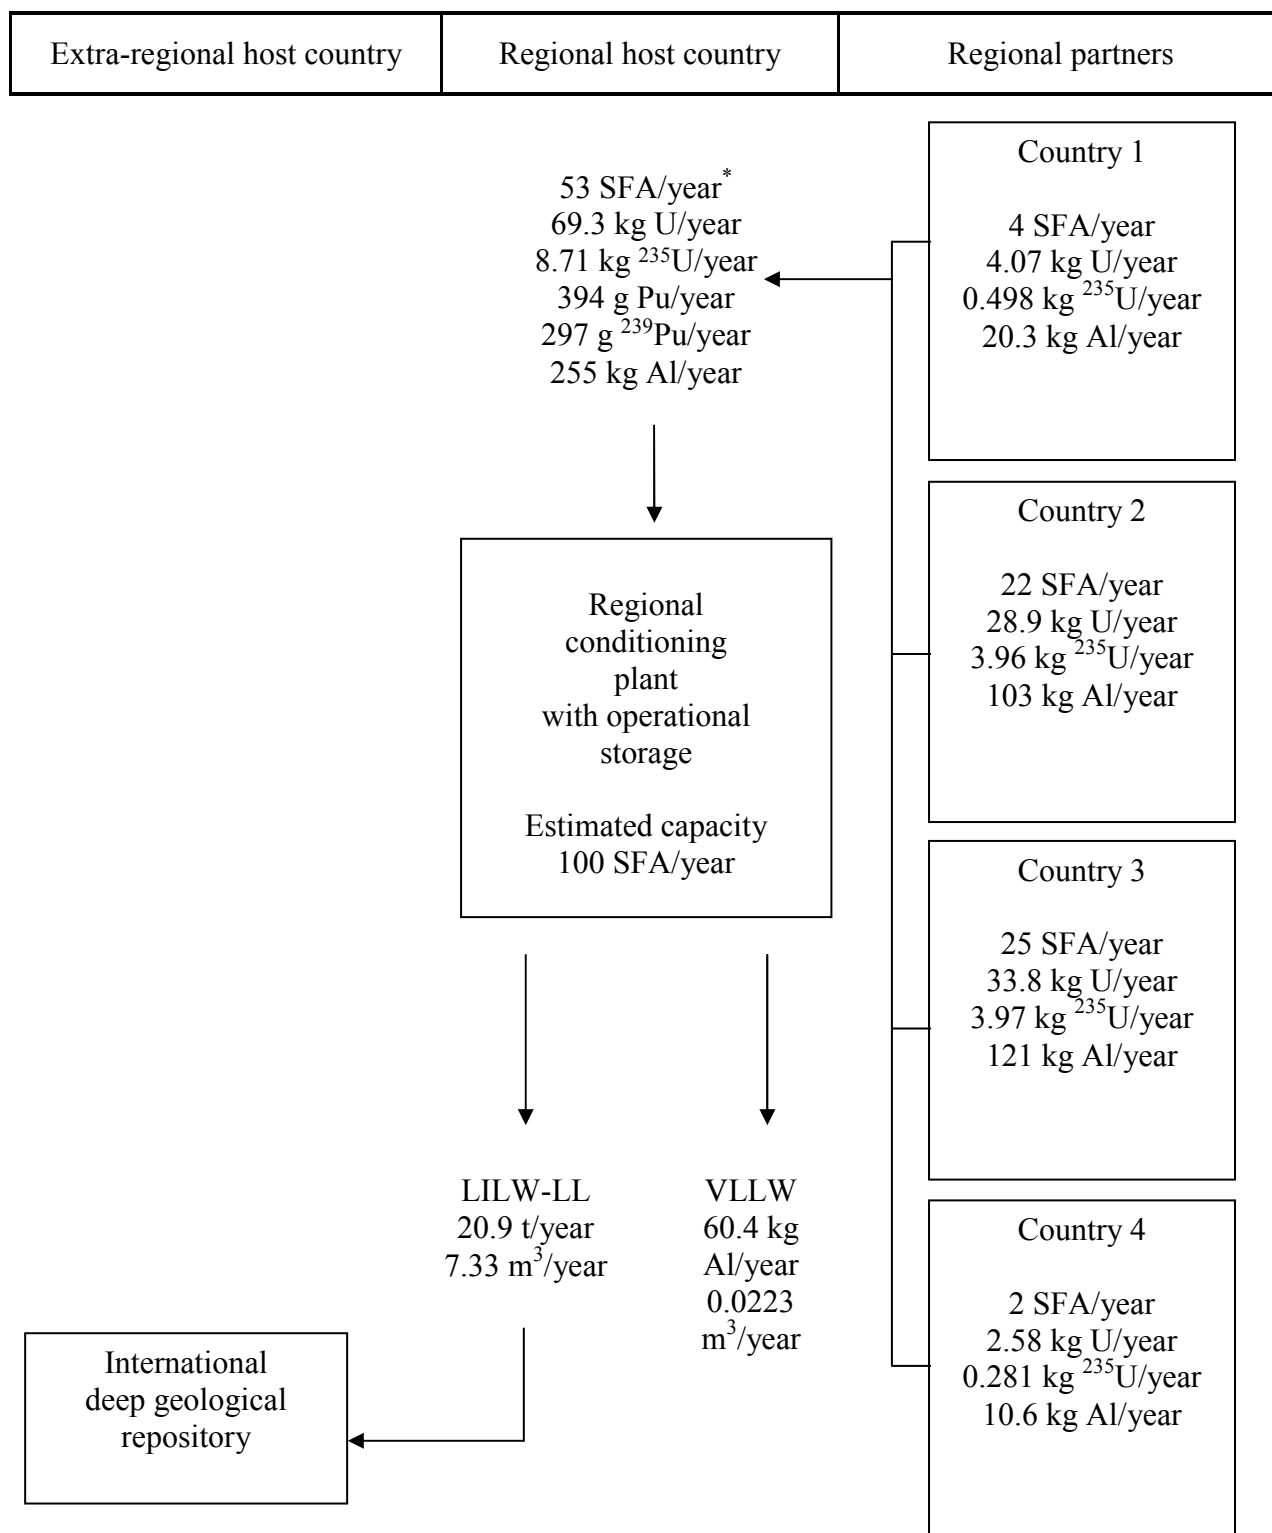 Extra-regional host country
Regional host country
Regional partners
53 SFA/year*
69.3 kg U/year
8.71 kg ²³⁵U/year
394 g Pu/year
297 g ²³⁹Pu/year
255 kg Al/year
Regional
conditioning
plant
with operational
storage
Estimated capacity
100 SFA/year
LILW-LL
20.9 t/year
7.33 m³/year
VLLW
60.4 kg
Al/year
0.0223
m³/year
International
deep geological
repository
Country 1
4 SFA/year
4.07 kg U/year
0.498 kg ²³⁵U/year
20.3 kg Al/year
Country 2
22 SFA/year
28.9 kg U/year
3.96 kg ²³⁵U/year
103 kg Al/year
Country 3
25 SFA/year
33.8 kg U/year
3.97 kg ²³⁵U/year
121 kg Al/year
Country 4
2 SFA/year
2.58 kg U/year
0.281 kg ²³⁵U/year
10.6 kg Al/year